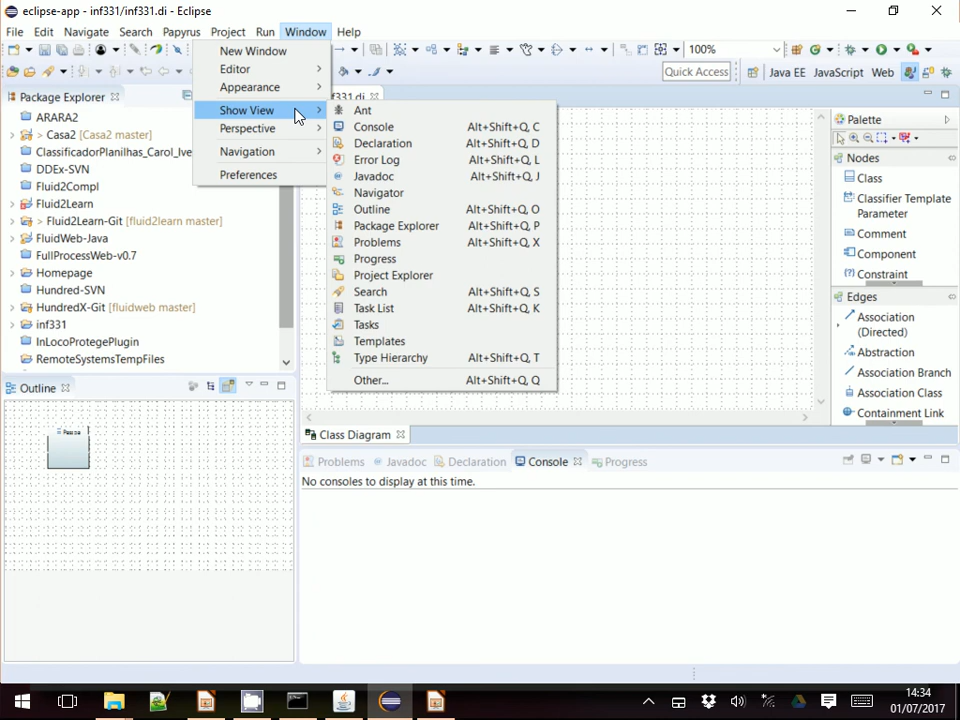 eclipse-app - inf331/inf331.di - Eclipse
File Edit Navigate Search Papyrus Project Run Window Help
100%
Quick Access
Java EE JavaScript Web
Package Explorer
ARARA2
> Casa2 [Casa2 master]
ClassificadorPlanilhas_Carol_Ive
DDEx-SVN
Fluid2Compl
Fluid2Learn
> Fluid2Learn-Git [fluid2learn master]
FluidWeb-Java
FullProcessWeb-v0.7
Homepage
Hundred-SVN
HundredX-Git [fluidweb master]
inf331
InLocoProtegePlugin
RemoteSystemsTempFiles
New Window
Editor
Appearance
Show View
Perspective
Navigation
Preferences
f331.di
Ant
Console Alt+Shift+Q, C
Declaration Alt+Shift+Q, D
Error Log Alt+Shift+Q, L
Javadoc Alt+Shift+Q, J
Navigator
Outline Alt+Shift+Q, O
Package Explorer Alt+Shift+Q, P
Problems Alt+Shift+Q, X
Progress
Project Explorer
Search Alt+Shift+Q, S
Task List Alt+Shift+Q, K
Tasks
Templates
Type Hierarchy Alt+Shift+Q, T
Other... Alt+Shift+Q, Q
Palette
Nodes
Class
Classifier Template
Parameter
Comment
Component
Constraint
Edges
Association
(Directed)
Abstraction
Association Branch
Association Class
Containment Link
Outline
Class Diagram
Problems Javadoc Declaration Console Progress
No consoles to display at this time.
14:34
01/07/2017